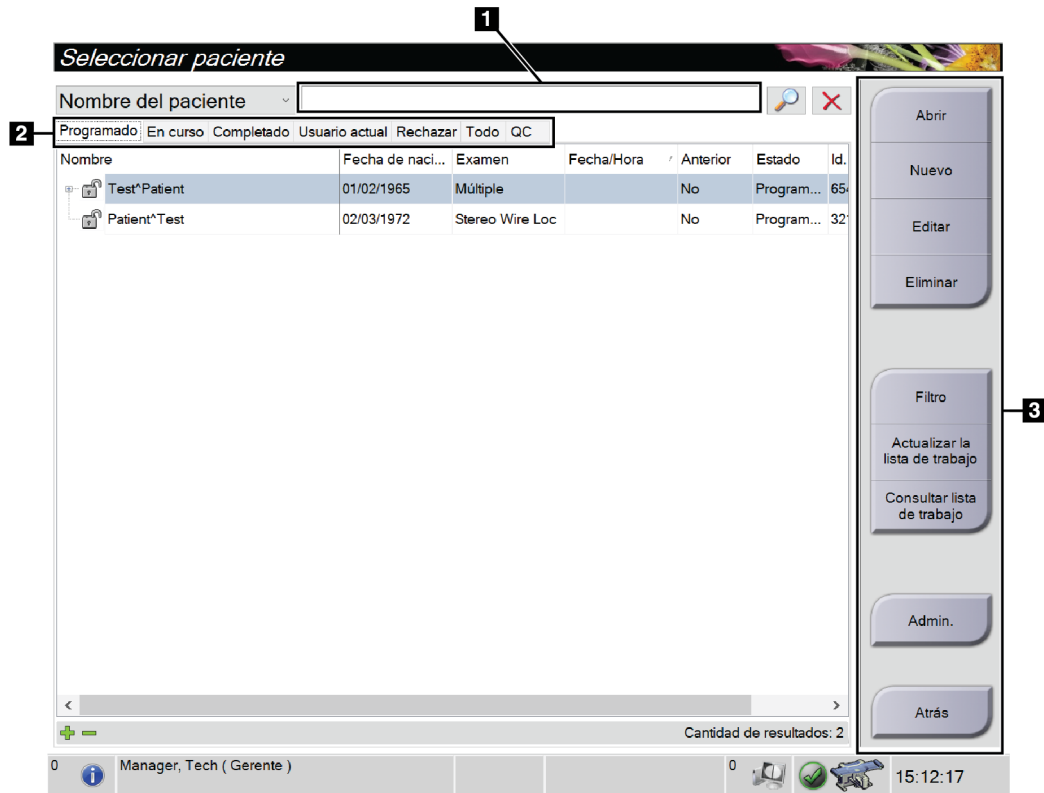 1
Seleccionar paciente
Nombre del paciente
2
Programado En curso Completado Usuario actual Rechazar Todo QC
Nombre Fecha de naci... Examen Fecha/Hora Anterior Estado Id.
Test^Patient 01/02/1965 Múltiple No Program... 654
Patient^Test 02/03/1972 Stereo Wire Loc No Program... 321
Abrir
Nuevo
Editar
Eliminar
Filtro
3
Actualizar la
lista de trabajo
Consultar lista
de trabajo
Admin.
Atrás
Cantidad de resultados: 2
0 Manager, Tech ( Gerente ) 0 15:12:17